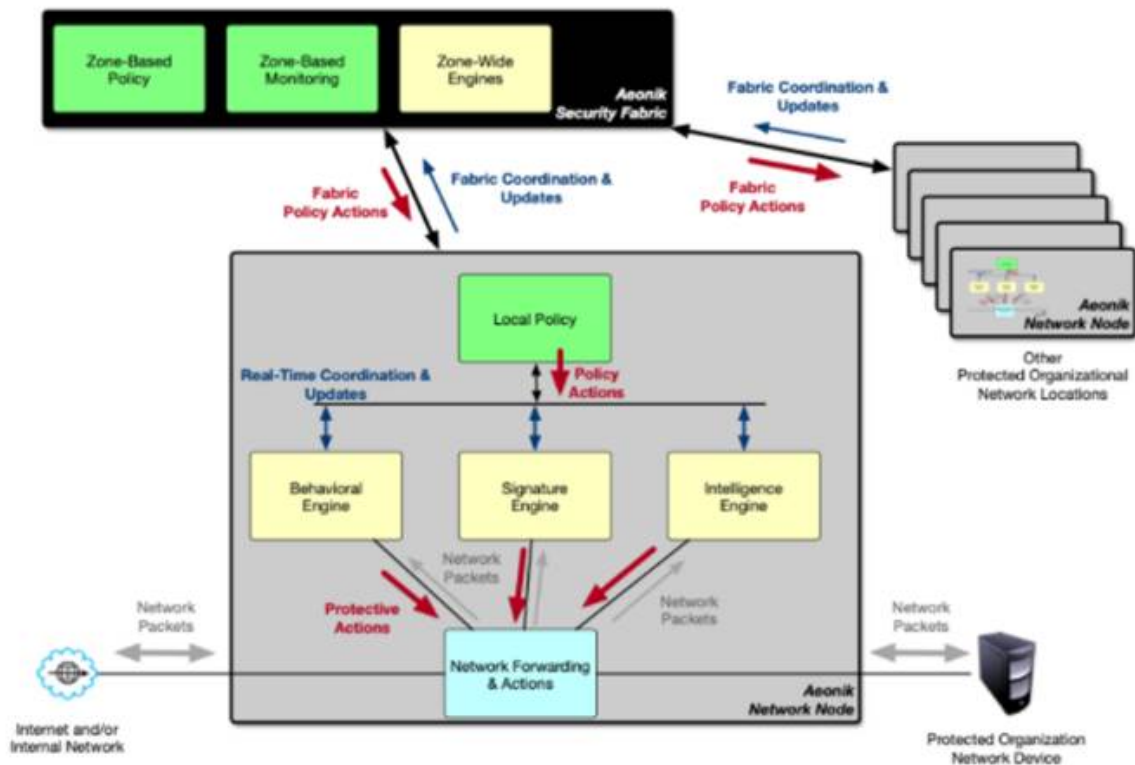 Zone-Based
Policy
Zone-Based
Monitoring
Zone-Wide
Engines
Aeonik
Security Fabric
Fabric Coordination &
Updates
Fabric
Policy Actions
Fabric Coordination &
Updates
Fabric
Policy Actions
Aeonik
Network Node
Other
Protected Organizational
Network Locations
Local Policy
Policy
Actions
Real-Time Coordination &
Updates
Behavioral
Engine
Signature
Engine
Intelligence
Engine
Network
Packets
Network
Packets
Protective
Actions
Network
Packets
Network
Packets
Network Forwarding
& Actions
Aeonik
Network Node
Internet and/or
Internal Network
Protected Organization
Network Device